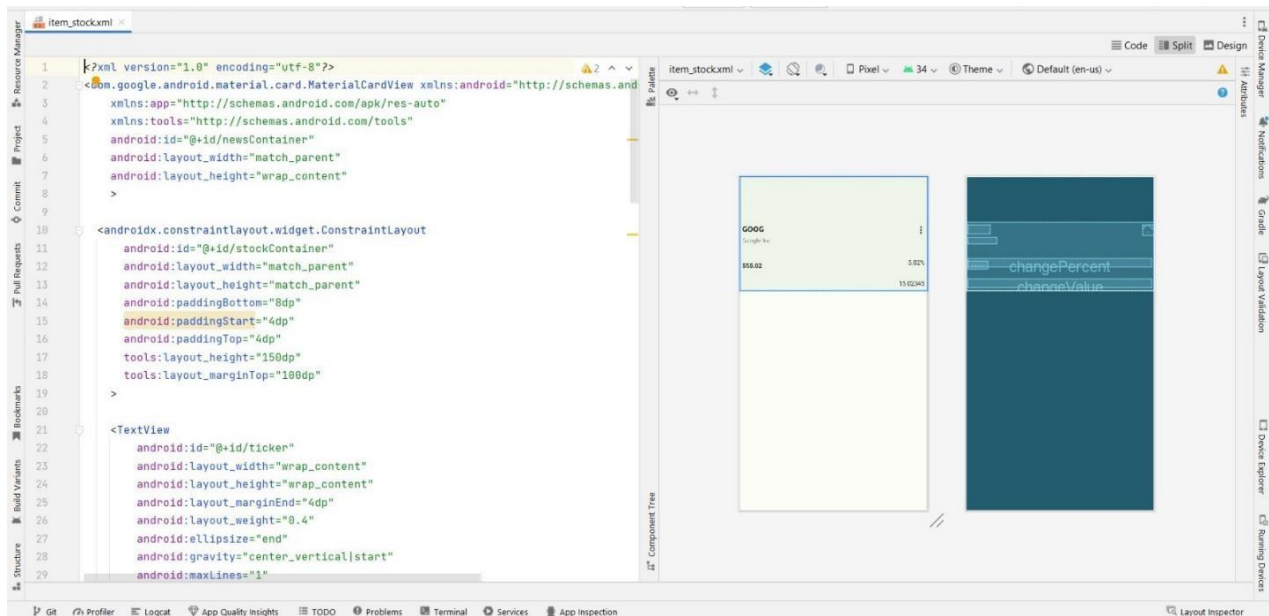 item_stock.xml
Code
Split
Design
Resource Manager
Project
Commit
Pull Requests
Bookmarks
Build Variants
Structure
1 <?xml version="1.0" encoding="utf-8"?>
2 <com.google.android.material.card.MaterialCardView xmlns:android="http://schemas.and
3 xmlns:app="http://schemas.android.com/apk/res-auto"
4 xmlns:tools="http://schemas.android.com/tools"
5 android:id="@+id/newsContainer"
6 android:layout_width="match_parent"
7 android:layout_height="wrap_content"
8 >
9
10 <androidx.constraintlayout.widget.ConstraintLayout
11 android:id="@+id/stockContainer"
12 android:layout_width="match_parent"
13 android:layout_height="match_parent"
14 android:paddingBottom="8dp"
15 android:paddingStart="4dp"
16 android:paddingTop="4dp"
17 tools:layout_height="150dp"
18 tools:layout_marginTop="100dp"
19 >
20
21 <TextView
22 android:id="@+id/ticker"
23 android:layout_width="wrap_content"
24 android:layout_height="wrap_content"
25 android:layout_marginEnd="4dp"
26 android:layout_weight="0.4"
27 android:ellipsize="end"
28 android:gravity="center_vertical|start"
29 android:maxLines="1"
2
Palette
Component Tree
item_stock.xml
Pixel
34
Theme
Default (en-us)
GOOG
Google Inc
555.02
5.82%
15.02345
changePercent
changeValue
Attributes
Device Manager
Notifications
Gradle
Layout Validation
Device Explorer
Running Devices
Git
Profiler
Logcat
App Quality Insights
TODO
Problems
Terminal
Services
App Inspection
Layout Inspector